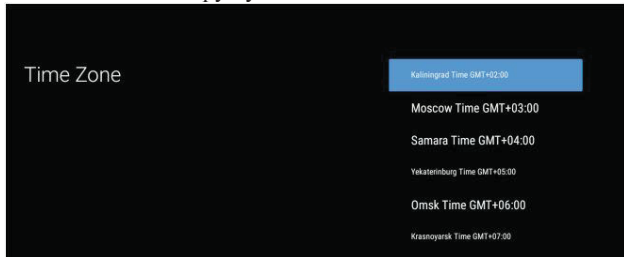 Time Zone
Kaliningrad Time GMT+02:00
Moscow Time GMT+03:00
Samara Time GMT+04:00
Yekaterinburg Time GMT+05:00
Omsk Time GMT+06:00
Krasnoyarsk Time GMT+07:00